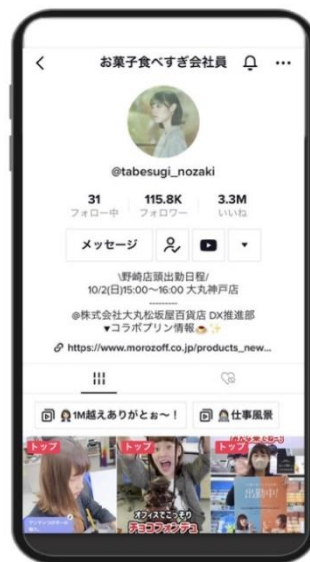 お菓子食べすぎ会社員
@tabesugi_nozaki
31 115.8K 3.3M
フォロー中 フォロワー いいね
メッセージ
\野崎店頭出勤日程/
10/2(日)15:00〜16:00 大丸神戸店
----------
@株式会社大丸松坂屋百貨店 DX推進部
▼コラボプリン情報🍮✨
https://www.morozoff.co.jp/products_new...
1M越えありがとぉ〜！ 仕事風景
トップ トップ トップ
出勤中!
オフィスでこっそり
チョコフォンデュ